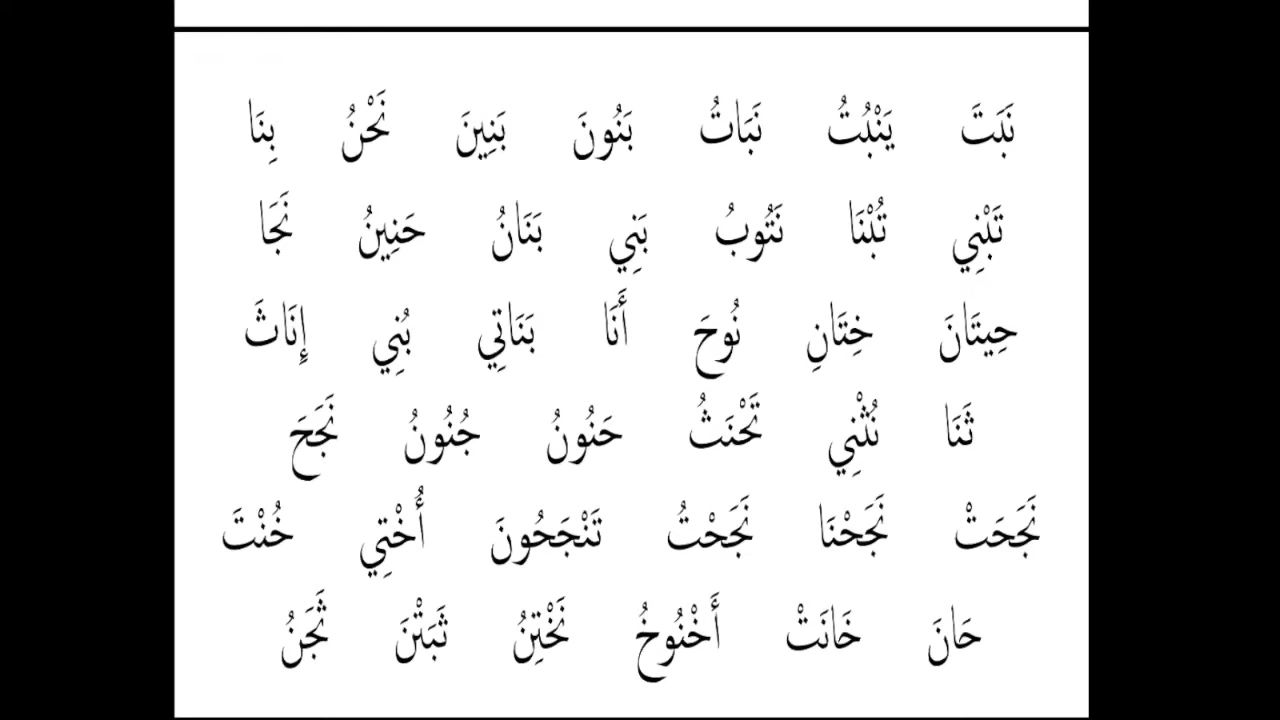 نَبَتَ يَنْبُتُ نَبَاتُ بَنُونَ بَنِينَ نَحْنُ بِنَا
تَبْنِي تُبْنَا نَتُوبُ بَنِي بَنَانُ حَنِينُ نَجَا
حِيتَانَ خِتَانِ نُوحَ أَنَا بَنَاتِي بُنِي إِنَاثَ
ثَنَا نُثْنِي تَحْنَثُ حَنُونُ جُنُونُ نَجَحَ
نَجَحَتْ نَجَحْنَا نَجَحْتُ تَنْجَحُونَ أُخْتِي خُنْتَ
حَانَ خَانَتْ أَخْنُوخُ نَخْتِنُ ثَبَتْنَ ثَجَنُ